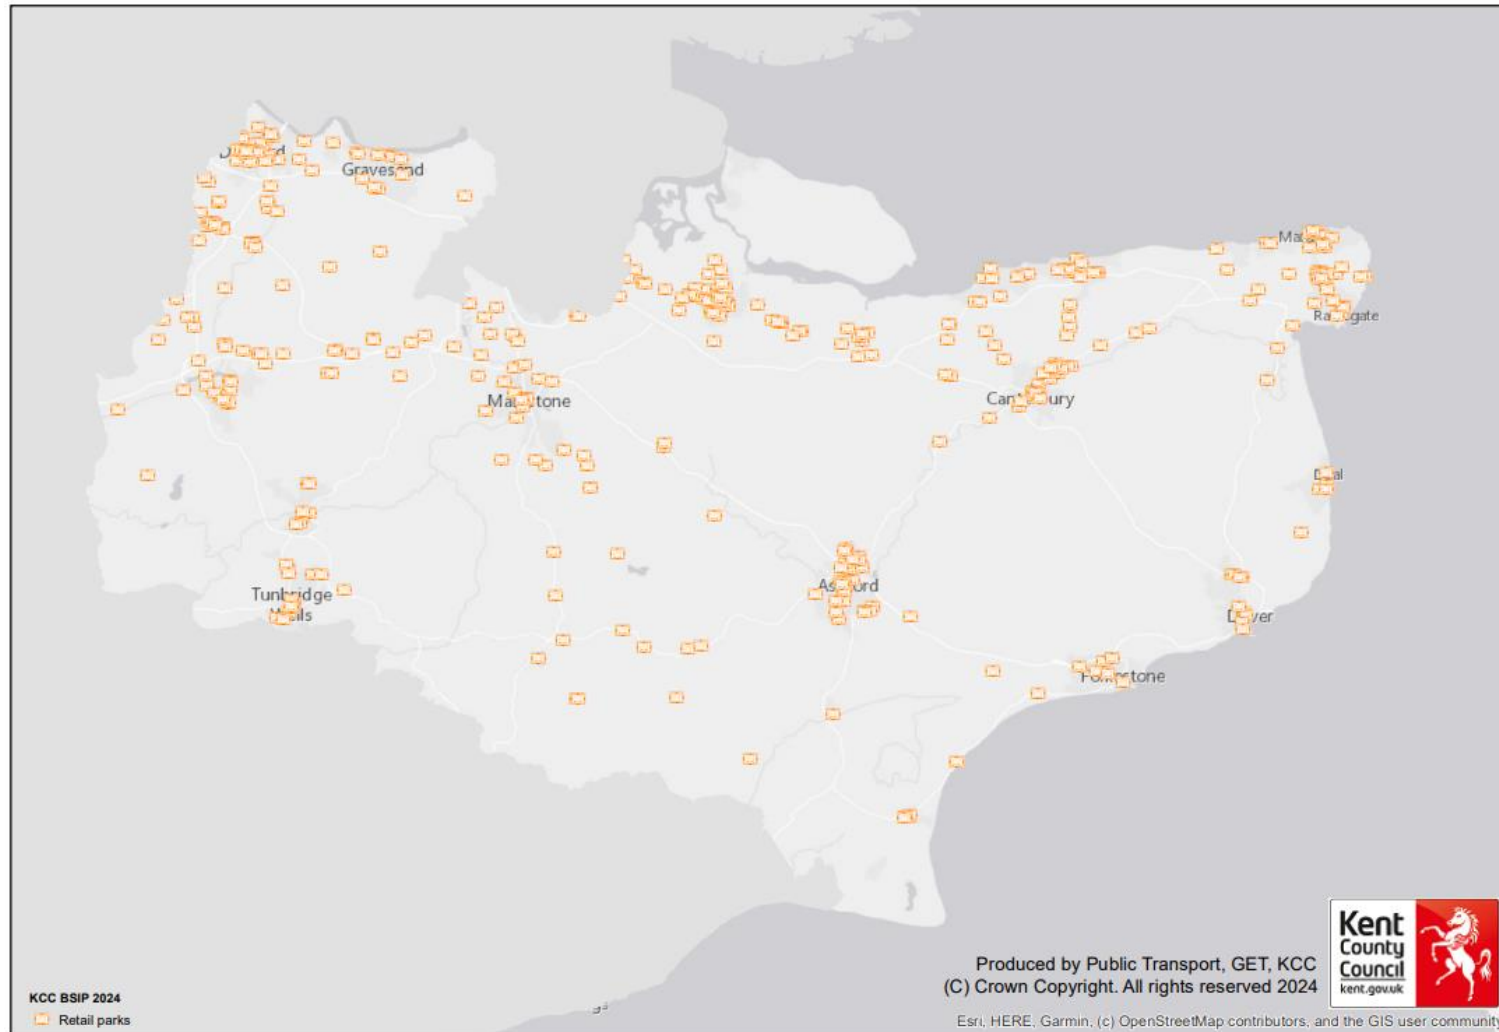 Gravesend
Maidstone
Canterbury
Ramsgate
Deal
Ashford
Tunbridge
Wells
Dover
Folkestone
Kent
County
Council
kent.gov.uk
Produced by Public Transport, GET, KCC
(C) Crown Copyright. All rights reserved 2024
KCC BSIP 2024
Retail parks
Esri, HERE, Garmin, (c) OpenStreetMap contributors, and the GIS user community